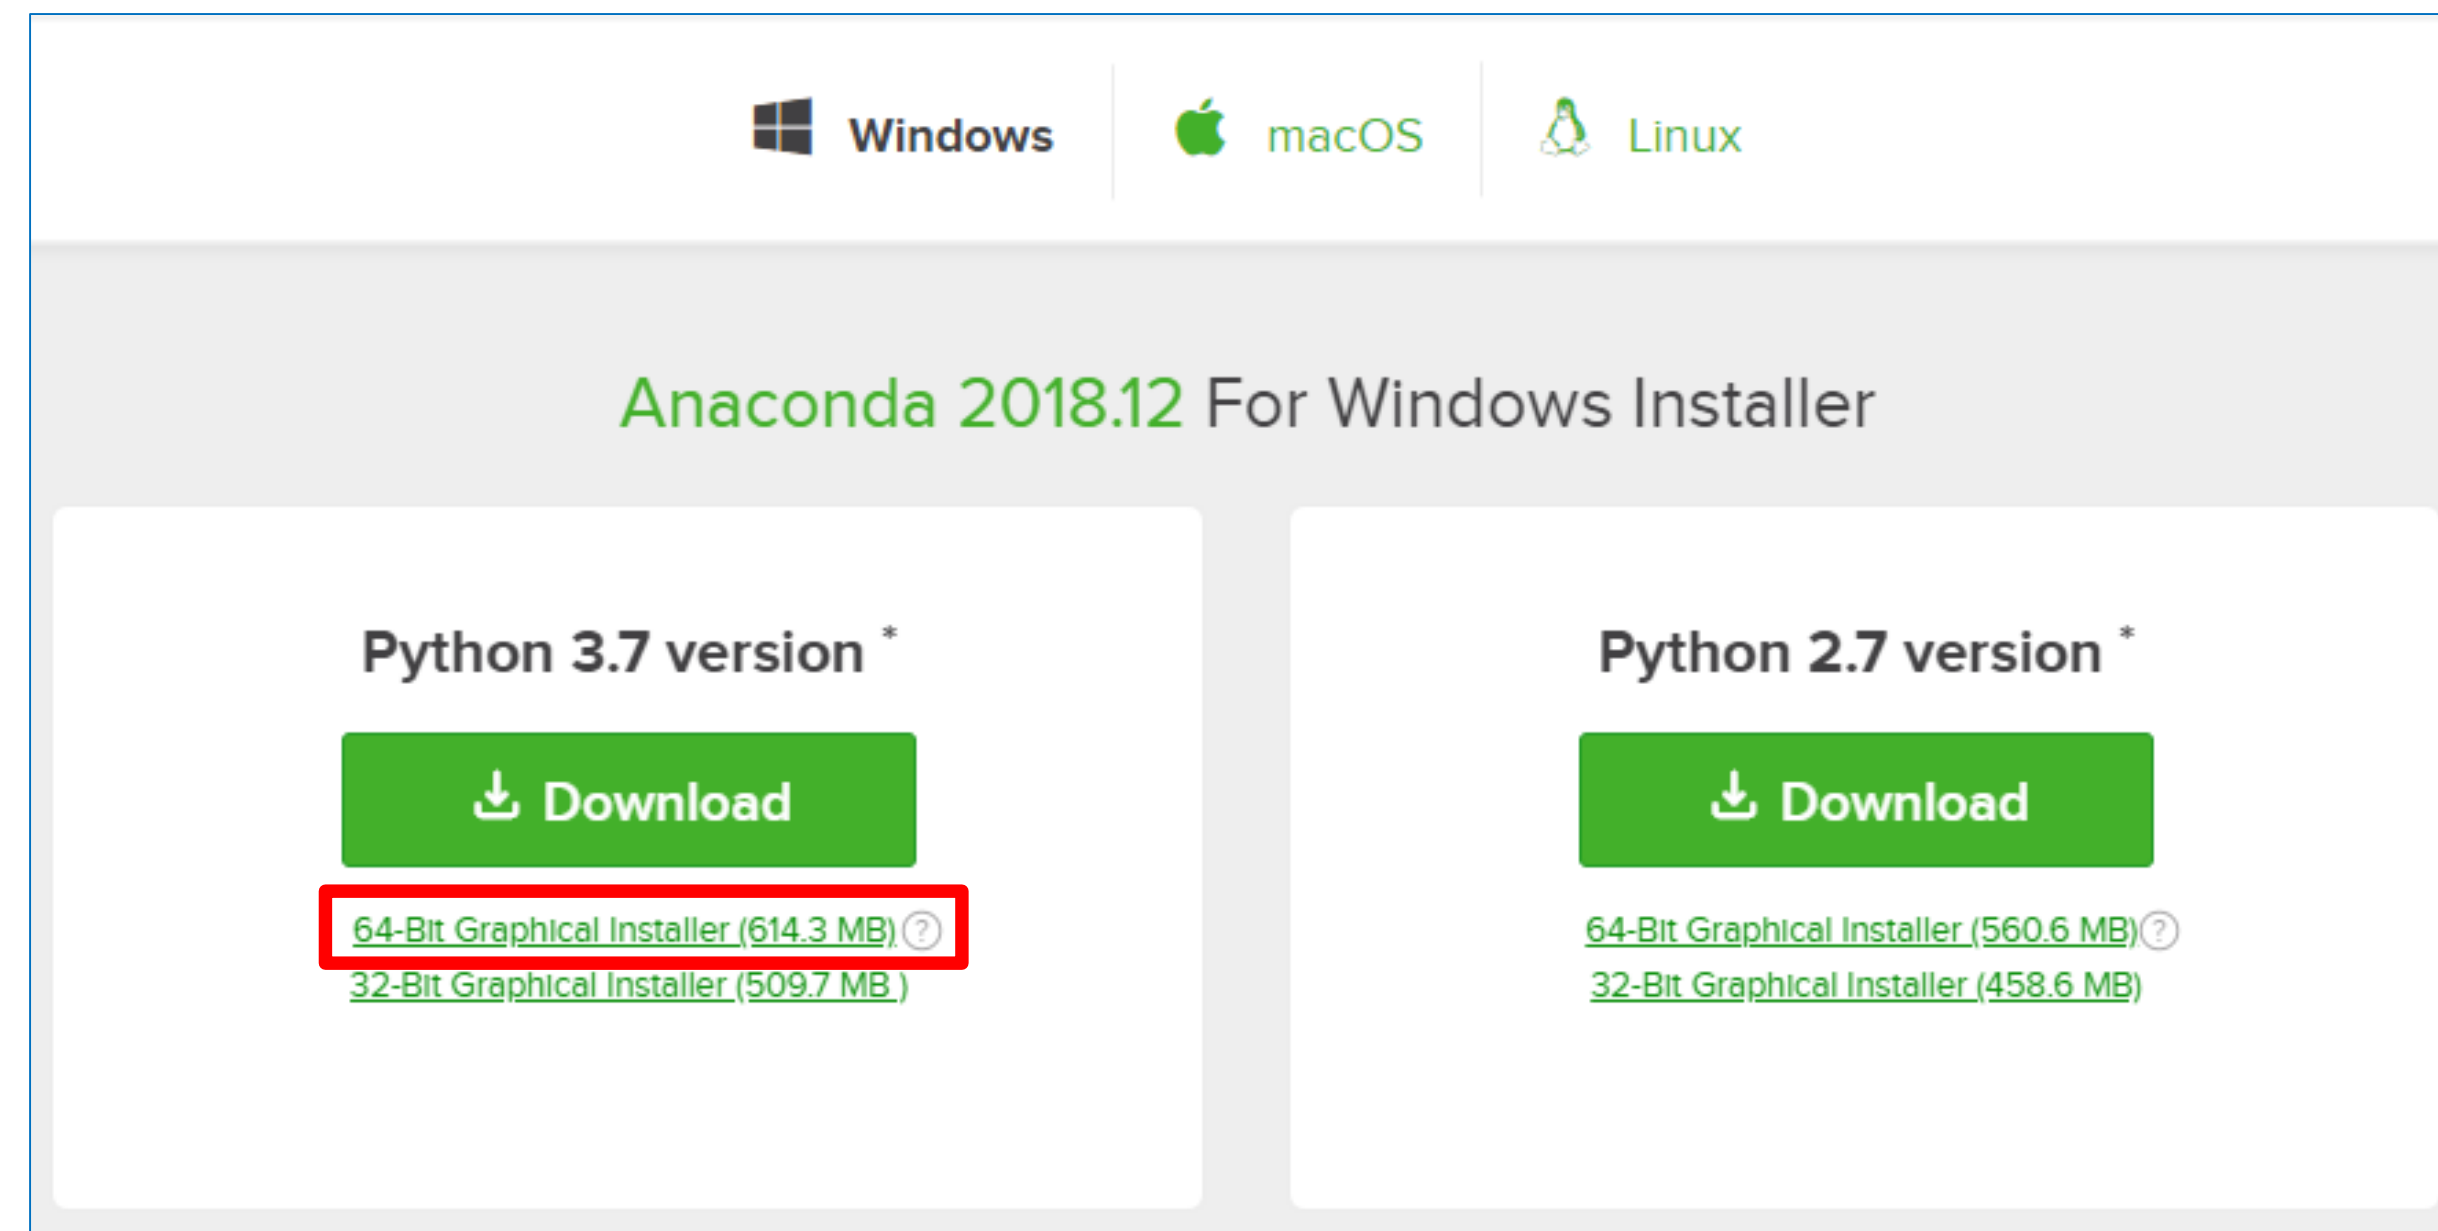 Windows macOS Linux
Anaconda 2018.12 For Windows Installer
Python 3.7 version *
Download
64-Bit Graphical Installer (614.3 MB) ?
32-Bit Graphical Installer (509.7 MB )
Python 2.7 version *
Download
64-Bit Graphical Installer (560.6 MB) ?
32-Bit Graphical Installer (458.6 MB)